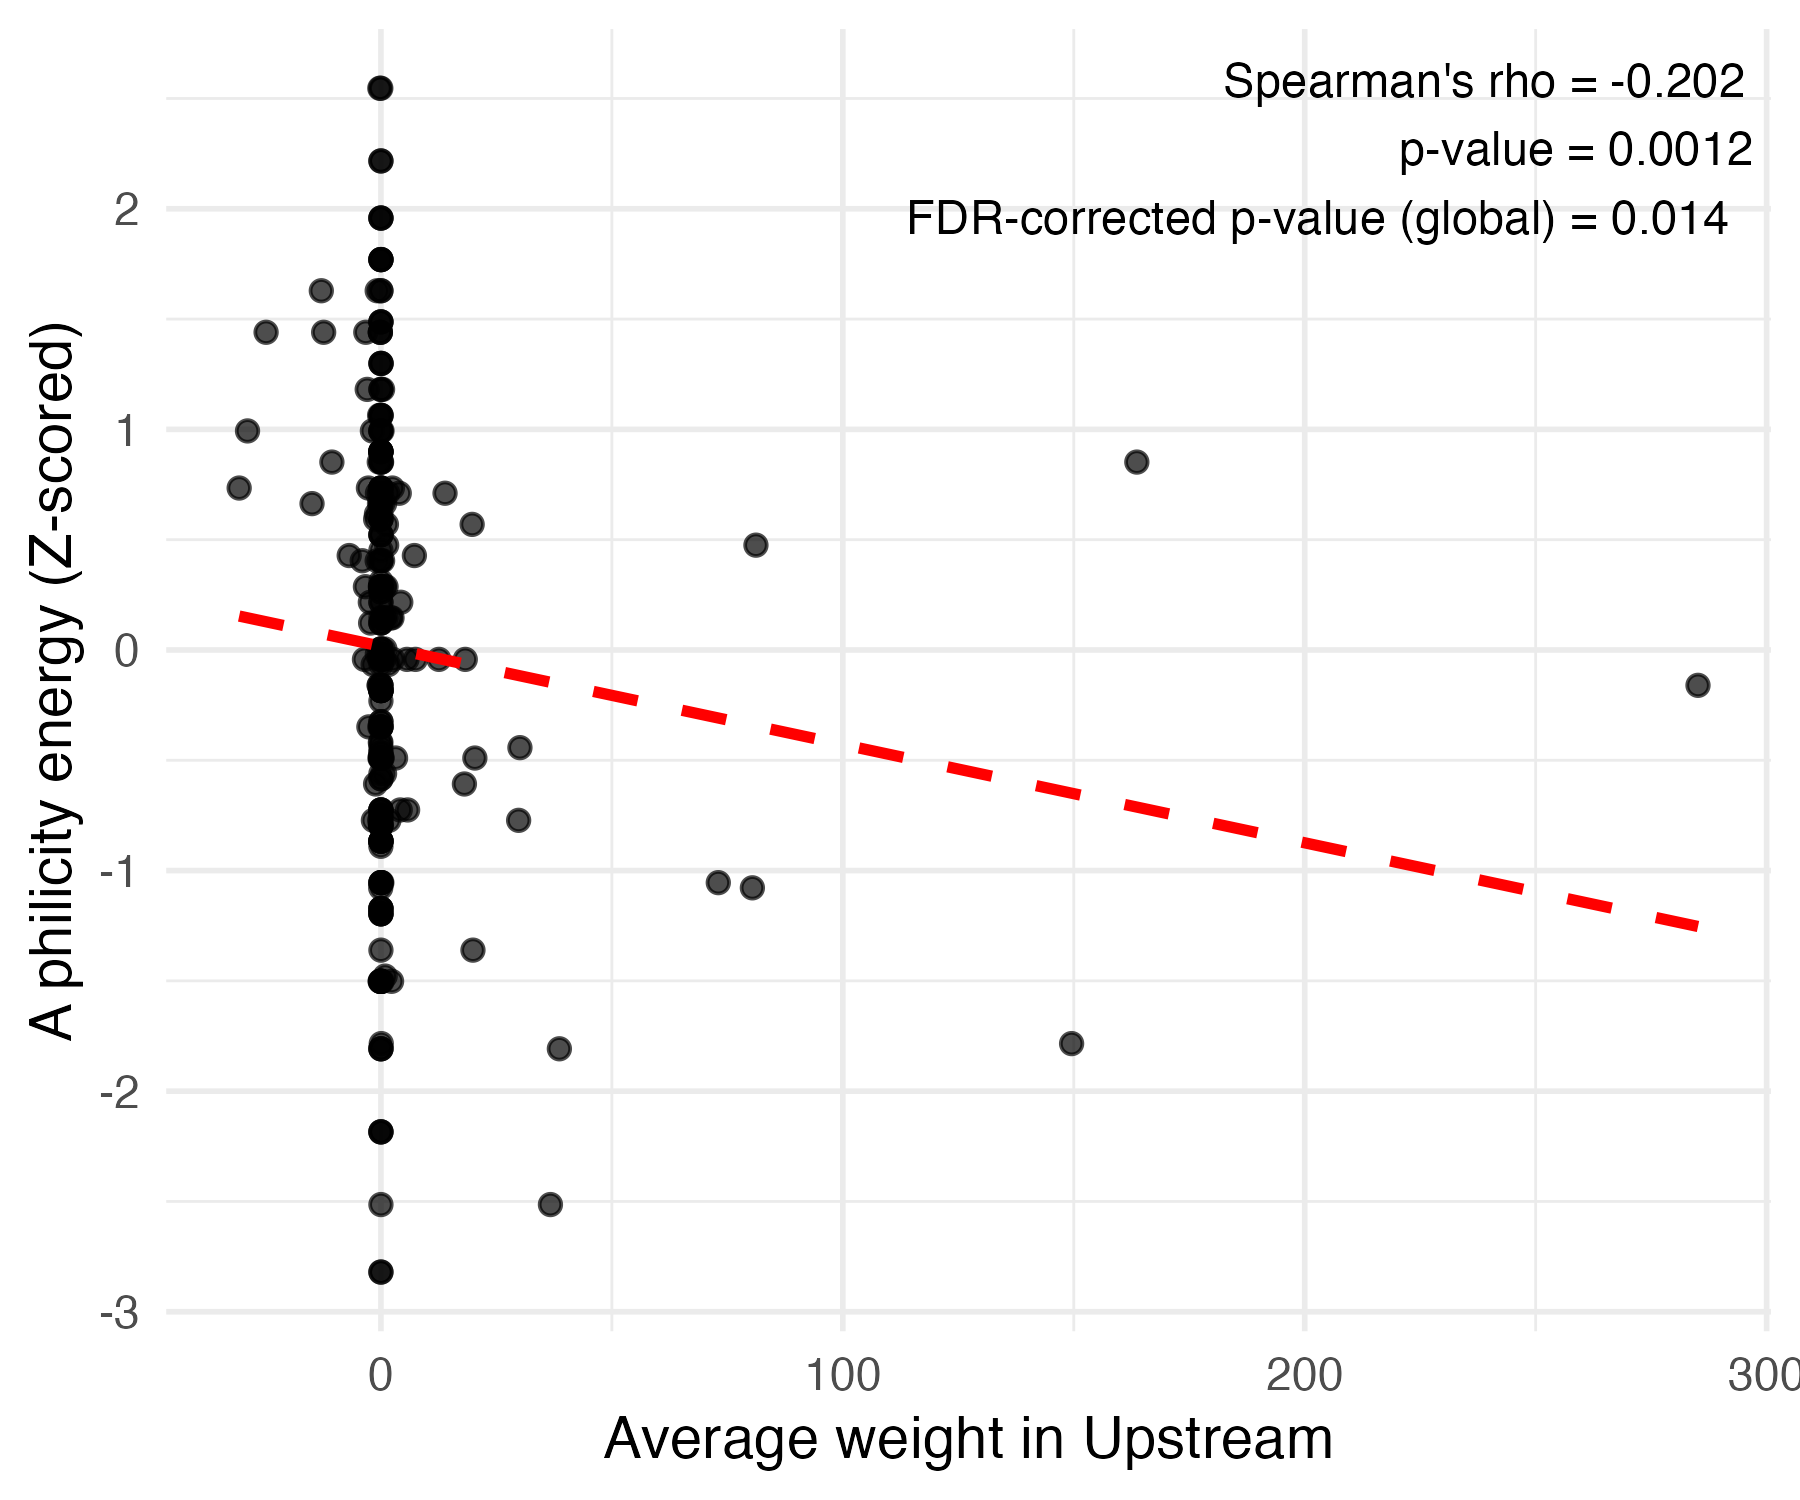 Spearman's rho = -0.202
p-value = 0.0012
FDR-corrected p-value (global) = 0.014
A philicity energy (Z-scored)
2
1
0
-1
-2
-3
0
100
200
300
Average weight in Upstream